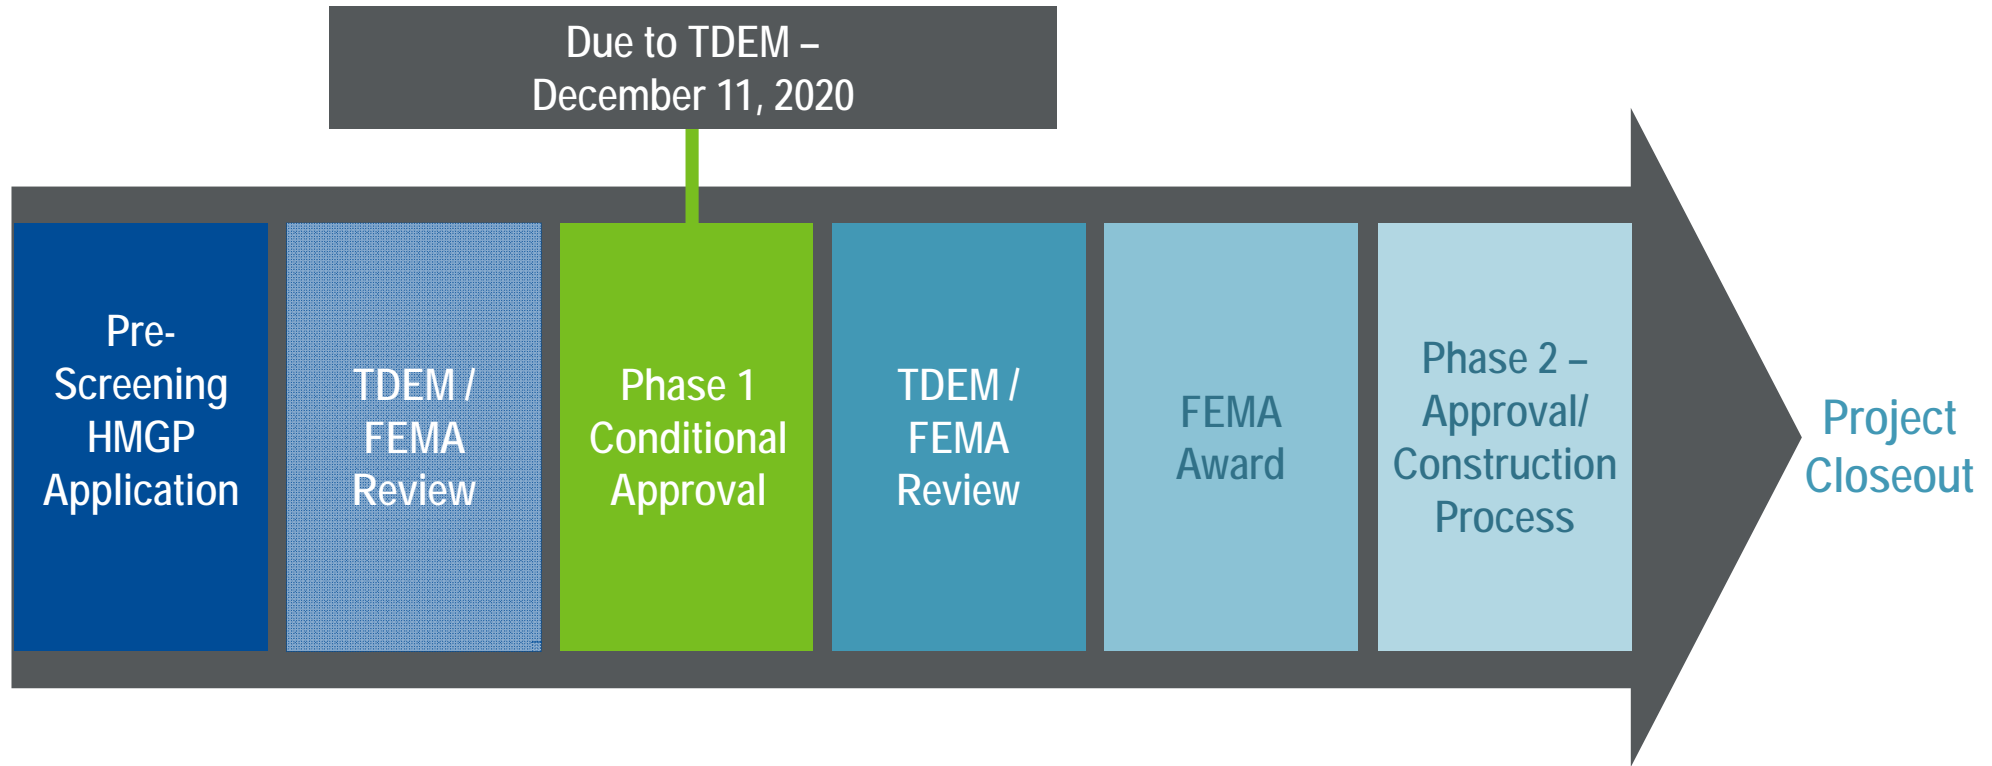 Due to TDEM –
December 11, 2020
Pre-
Screening
HMGP
Application
TDEM /
FEMA
Review
Phase 1
Conditional
Approval
TDEM /
FEMA
Review
FEMA
Award
Phase 2 –
Approval/
Construction
Process
Project
Closeout